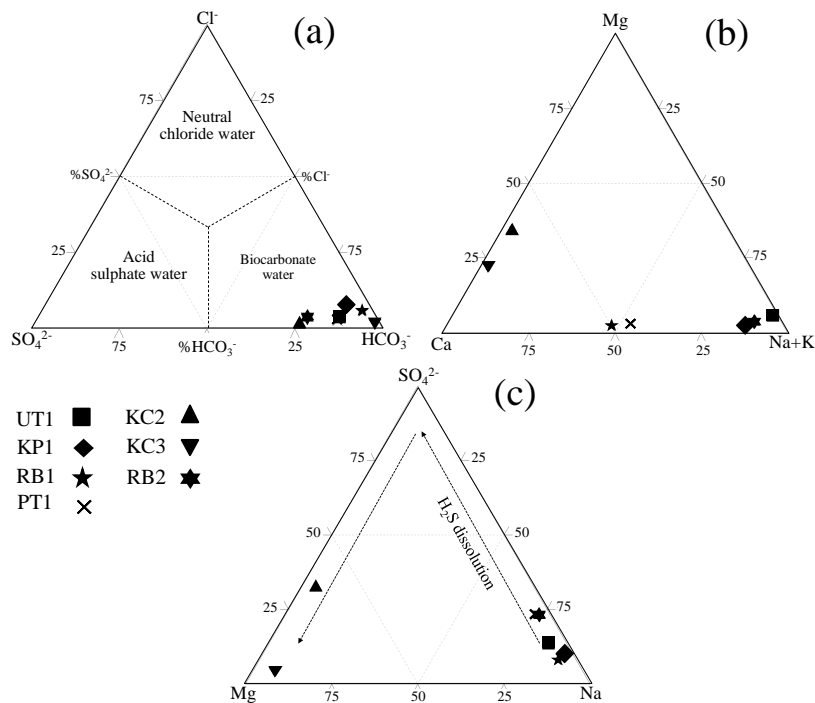 Cl⁻
(a)
75
25
Neutral
chloride water
%SO₄²⁻
%Cl⁻
25
75
Acid
sulphate water
Biocarbonate
water
SO₄²⁻
75
%HCO₃⁻
25
HCO₃⁻
Mg
(b)
75
25
50
50
25
75
Ca
75
50
25
Na+K
SO₄²⁻
(c)
75
25
50
50
H₂S dissolution
25
75
Mg
75
50
25
Na
UT1
KC2
KP1
KC3
RB1
RB2
PT1